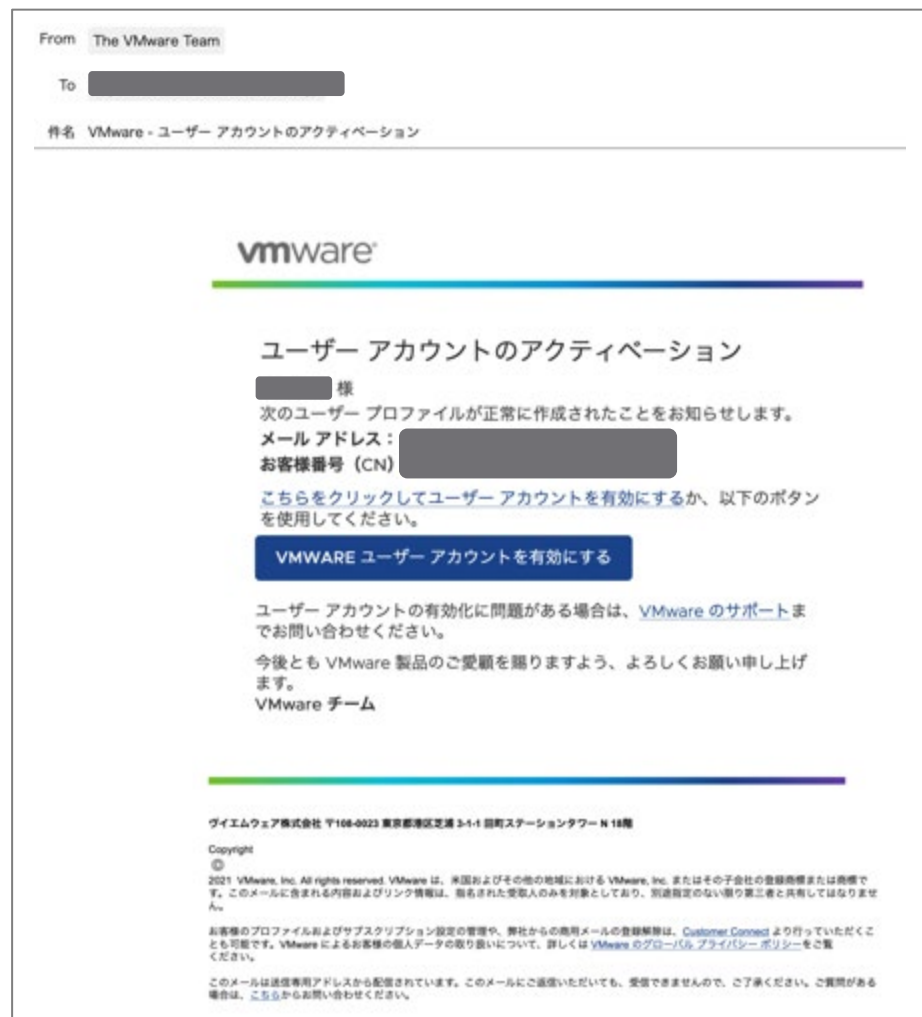 From The VMware Team
To
件名 VMware - ユーザー アカウントのアクティベーション
vmware
ユーザー アカウントのアクティベーション
様
次のユーザー プロファイルが正常に作成されたことをお知らせします。
メール アドレス：
お客様番号（CN）
こちらをクリックしてユーザー アカウントを有効にするか、以下のボタン
を使用してください。
VMWARE ユーザー アカウントを有効にする
ユーザー アカウントの有効化に問題がある場合は、VMware のサポートま
でお問い合わせください。
今後とも VMware 製品のご愛顧を賜りますよう、よろしくお願い申し上げ
ます。
VMware チーム
ヴイエムウェア株式会社 〒108-0023 東京都港区芝浦 3-1-1 田町ステーションタワー N 18階
Copyright
©
2021 VMware, Inc. All rights reserved. VMware は、米国およびその他の地域における VMware, Inc. またはその子会社の登録商標または商標で
す。このメールに含まれる内容およびリンク情報は、指名された受取人のみを対象としており、別途指定のない限り第三者と共有してはなりませ
ん。
お客様のプロファイルおよびサブスクリプション設定の管理や、弊社からの商用メールの登録解除は、Customer Connect より行っていただくこ
とも可能です。VMware によるお客様の個人データの取り扱いについて、詳しくは VMware のグローバル プライバシー ポリシーをご覧
ください。
このメールは送信専用アドレスから配信されています。このメールにご返信いただいても、受信できませんので、ご了承ください。ご質問がある
場合は、こちらからお問い合わせください。